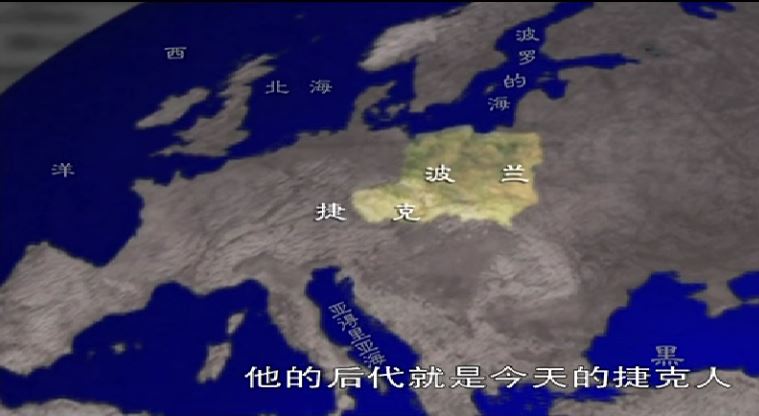 西
洋
北海
波罗的海
波兰
捷克
亚得里亚海
黑
他的后代就是今天的捷克人